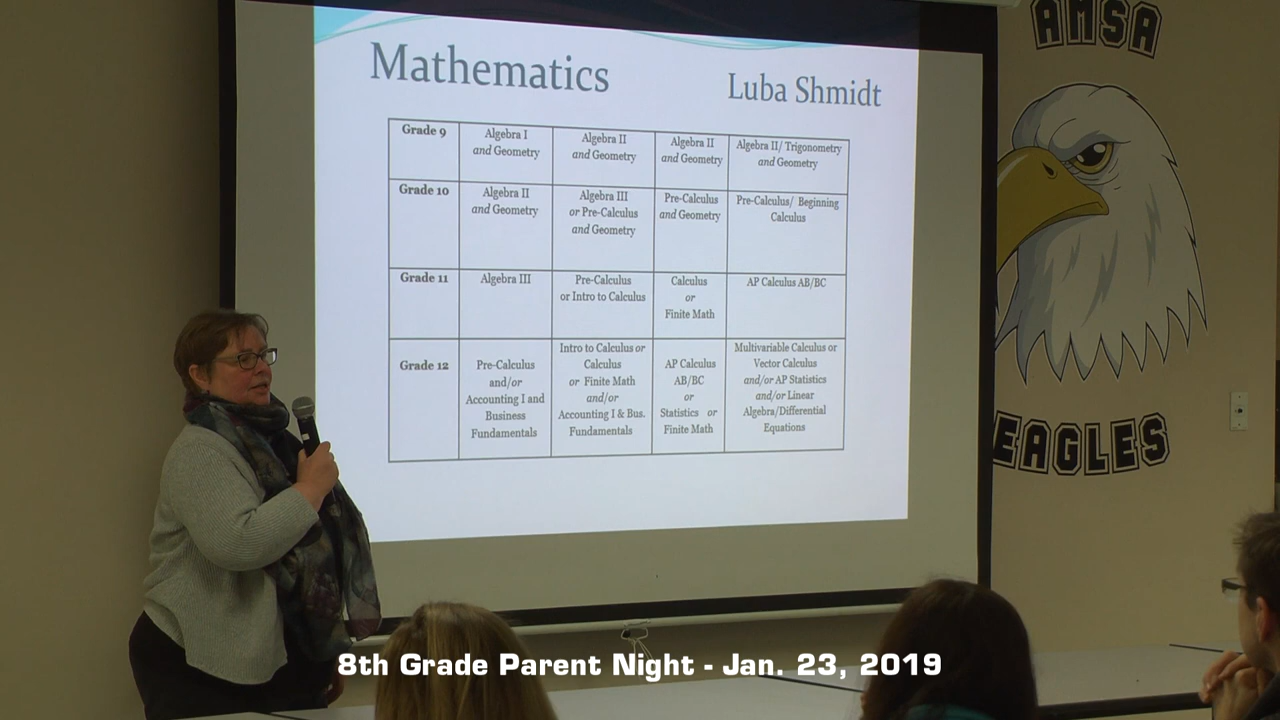 AMSA
Mathematics
Luba Shmidt
Grade 9
Algebra I
and Geometry
Algebra II
and Geometry
Algebra II
and Geometry
Algebra II/ Trigonometry
and Geometry
Grade 10
Algebra II
and Geometry
Algebra III
or Pre-Calculus
and Geometry
Pre-Calculus
and Geometry
Pre-Calculus/ Beginning
Calculus
Grade 11
Algebra III
Pre-Calculus
or Intro to Calculus
Calculus
or
Finite Math
AP Calculus AB/BC
Grade 12
Pre-Calculus
and/or
Accounting I and
Business
Fundamentals
Intro to Calculus or
Calculus
or Finite Math
and/or
Accounting I & Bus.
Fundamentals
AP Calculus
AB/BC
or
Statistics or
Finite Math
Multivariable Calculus or
Vector Calculus
and/or AP Statistics
and/or Linear
Algebra/Differential
Equations
EAGLES
8th Grade Parent Night - Jan. 23, 2019